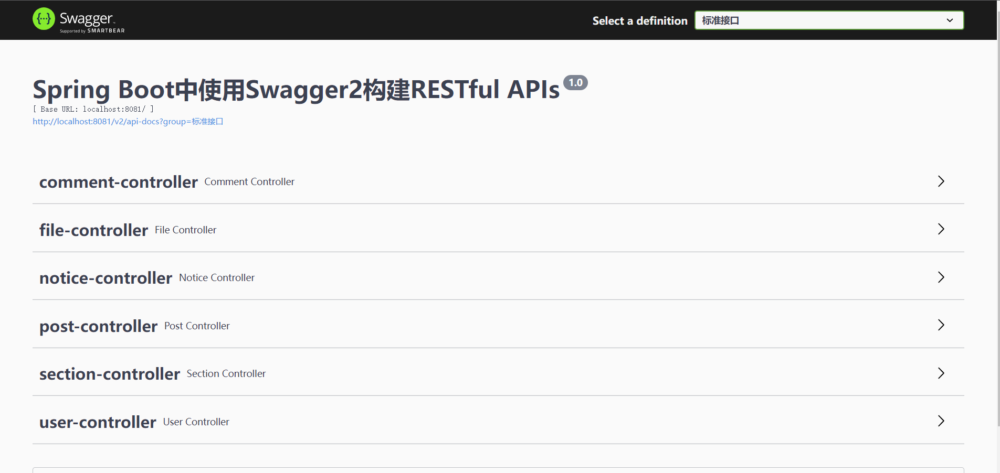 Swagger
Supported by SMARTBEAR
Select a definition
标准接口
Spring Boot中使用Swagger2构建RESTful APIs 1.0
[ Base URL: localhost:8081/ ]
http://localhost:8081/v2/api-docs?group=标准接口
comment-controller Comment Controller
file-controller File Controller
notice-controller Notice Controller
post-controller Post Controller
section-controller Section Controller
user-controller User Controller